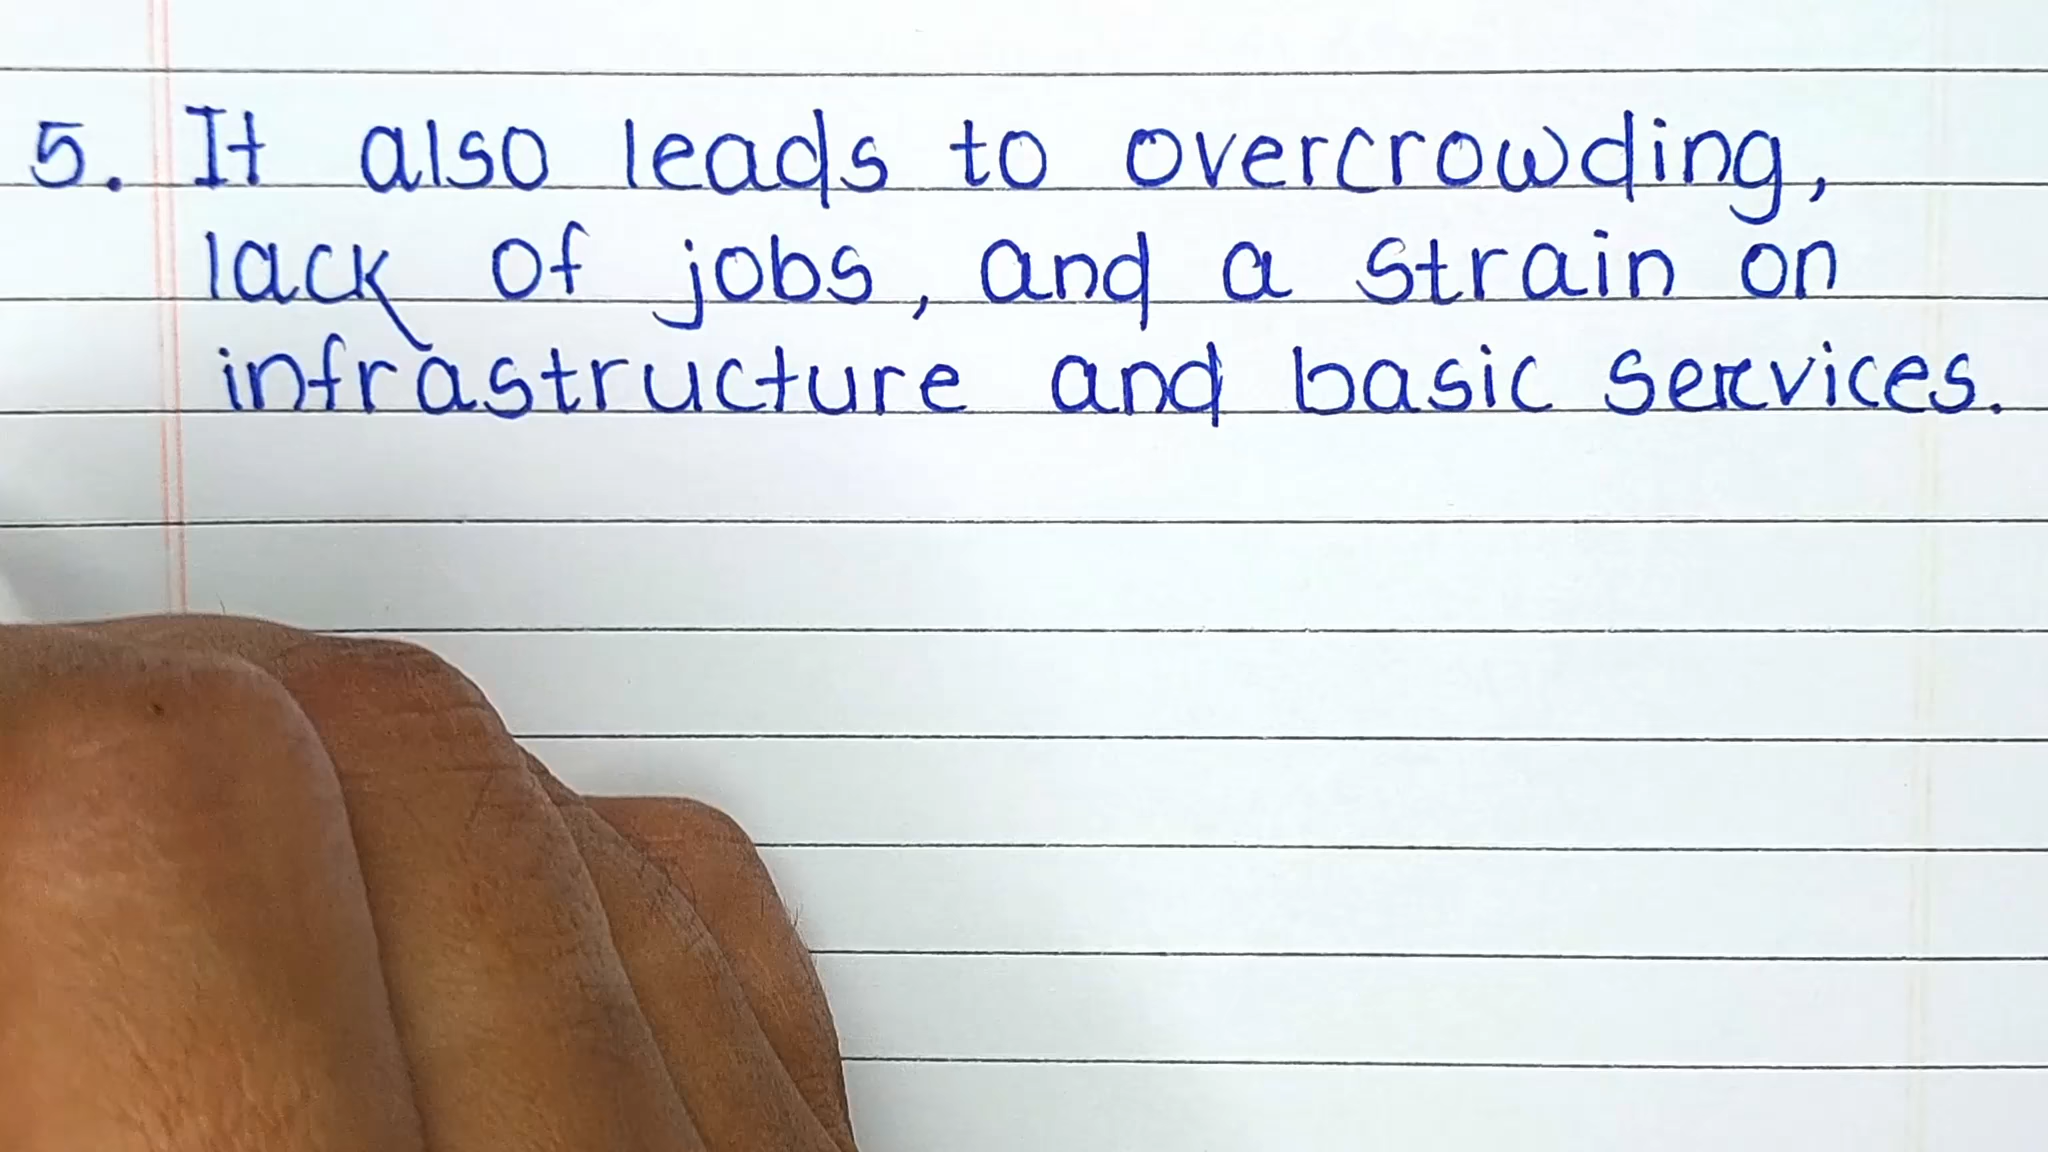 5. It also leads to overcrowding,
lack of jobs, and a strain on
infrastructure and basic services.